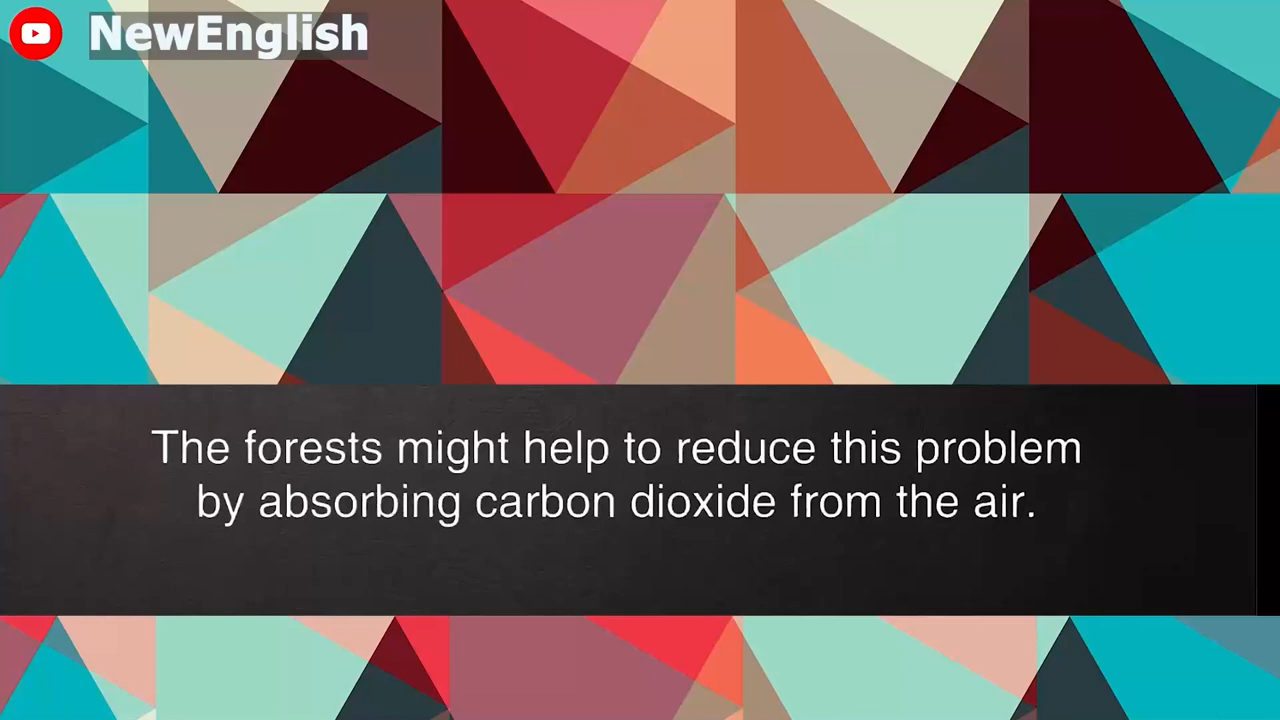 NewEnglish
The forests might help to reduce this problem
by absorbing carbon dioxide from the air.